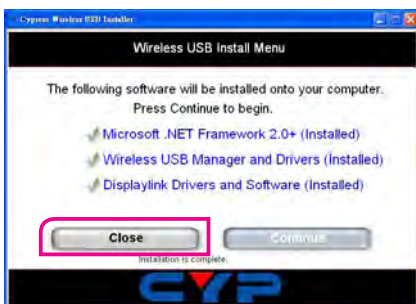 Cypress Wireless USB Installer
Wireless USB Install Menu
The following software will be installed onto your computer.
Press Continue to begin.
Microsoft .NET Framework 2.0+ (Installed)
Wireless USB Manager and Drivers (Installed)
Displaylink Drivers and Software (Installed)
Close Continue
Installation is complete.
CYP